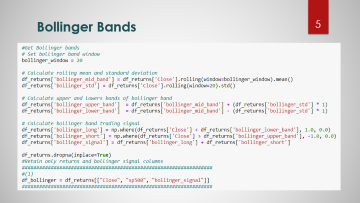 Bollinger Bands
5
#Get Bollinger bands
# Set bollinger band window
bollinger_window = 20
# Calculate rolling mean and standard deviation
df_returns['bollinger_mid_band'] = df_returns['Close'].rolling(window=bollinger_window).mean()
df_returns['bollinger_std'] = df_returns['Close'].rolling(window=20).std()
# Calculate upper and lowers bands of bollinger band
df_returns['bollinger_upper_band'] = df_returns['bollinger_mid_band'] + (df_returns['bollinger_std'] * 1)
df_returns['bollinger_lower_band'] = df_returns['bollinger_mid_band'] - (df_returns['bollinger_std'] * 1)
# Calculate bollinger band trading signal
df_returns['bollinger_long'] = np.where(df_returns['Close'] < df_returns['bollinger_lower_band'], 1.0, 0.0)
df_returns['bollinger_short'] = np.where(df_returns['Close'] > df_returns['bollinger_upper_band'], -1.0, 0.0)
df_returns['bollinger_signal'] = df_returns['bollinger_long'] + df_returns['bollinger_short']
df_returns.dropna(inplace=True)
#Retain only returns and bollinger signal columns
#(1)
df_bollinger = df_returns[["Close", "sp500", "bollinger_signal"]]